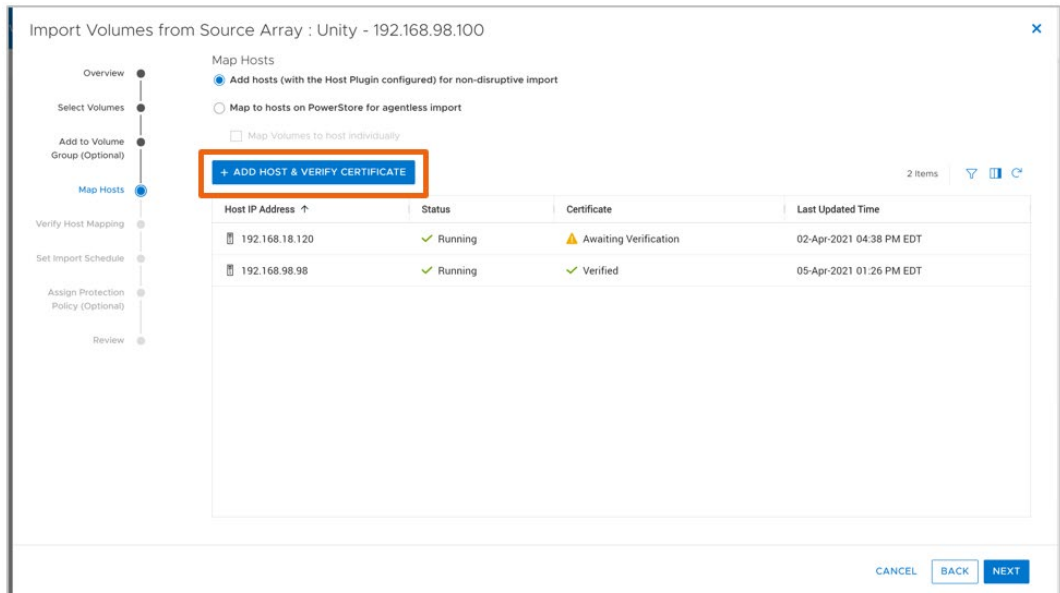 Import Volumes from Source Array : Unity - 192.168.98.100
Overview
Select Volumes
Add to Volume
Group (Optional)
Map Hosts
Verify Host Mapping
Set Import Schedule
Assign Protection
Policy (Optional)
Review
Map Hosts
Add hosts (with the Host Plugin configured) for non-disruptive import
Map to hosts on PowerStore for agentless import
Map Volumes to host individually
+ ADD HOST & VERIFY CERTIFICATE
2 Items
Host IP Address ↑ Status Certificate Last Updated Time
192.168.18.120 Running Awaiting Verification 02-Apr-2021 04:38 PM EDT
192.168.98.98 Running Verified 05-Apr-2021 01:26 PM EDT
CANCEL BACK NEXT